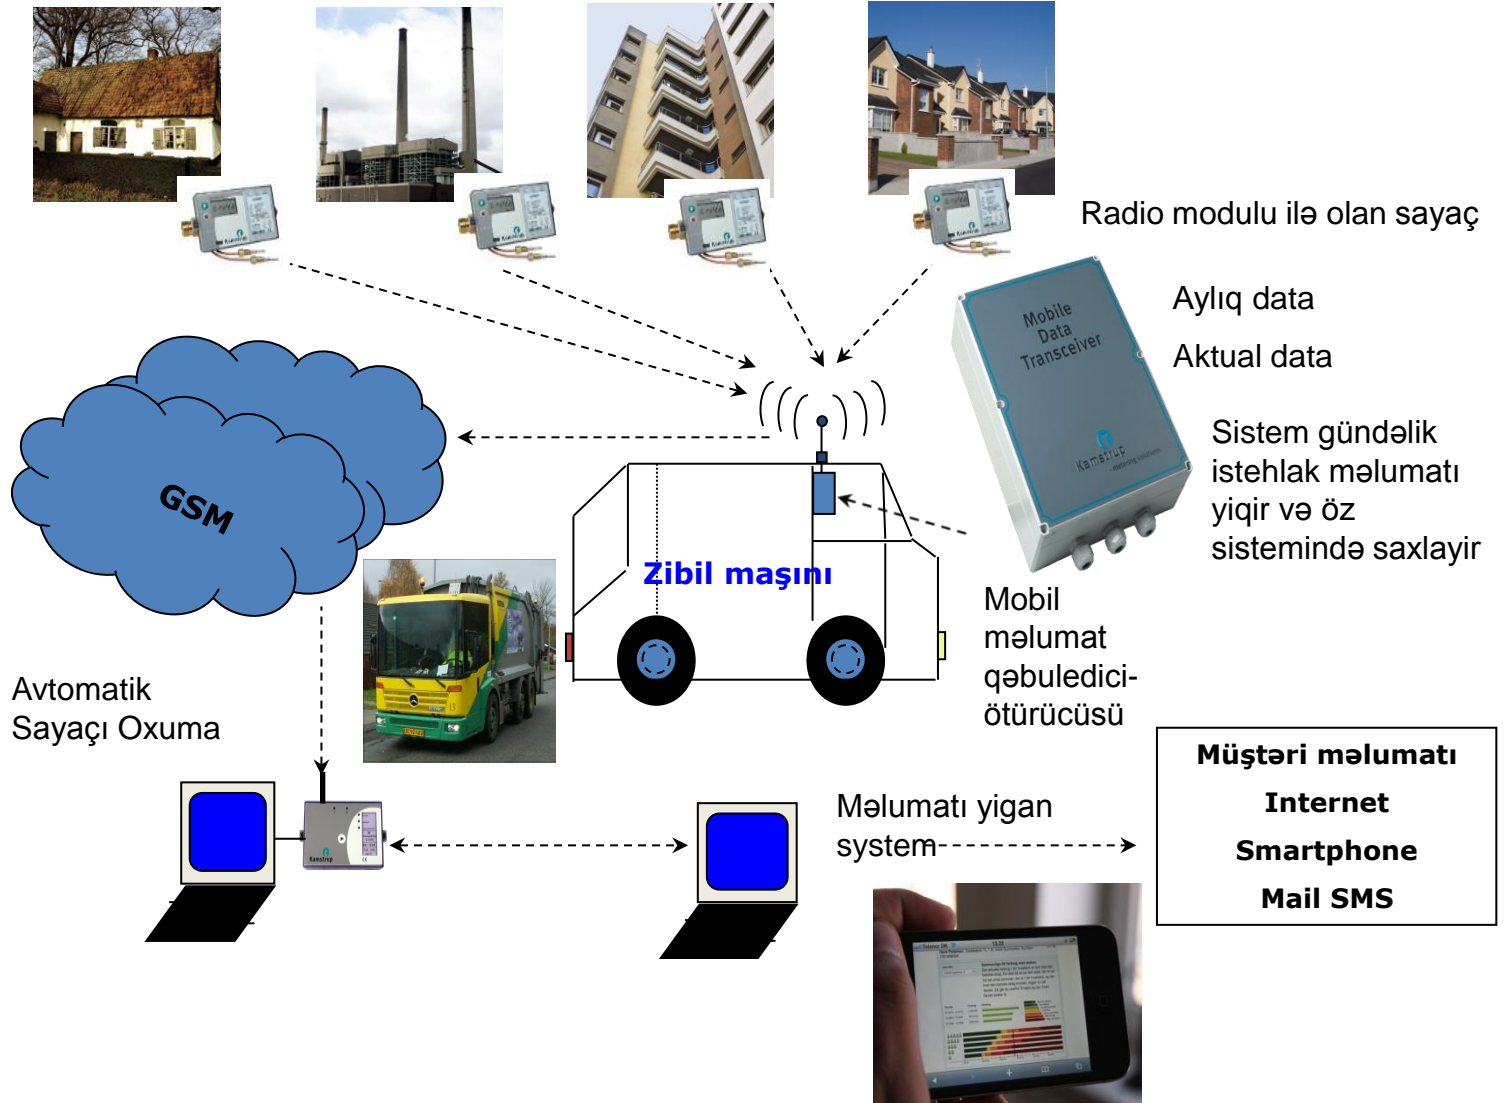 Radio modulu ilə olan sayaç
Mobile
Data
Transceiver
Kamstrup
Aylıq data
Aktual data
Sistem gündəlik
istehlak məlumatı
yiqir və öz
sistemində saxlayir
GSM
Zibil maşını
Mobil
məlumat
qəbuledici-
ötürücüsü
Avtomatik
Sayaçı Oxuma
Kamstrup
Məlumatı yigan
system
Müştəri məlumatı
Internet
Smartphone
Mail SMS